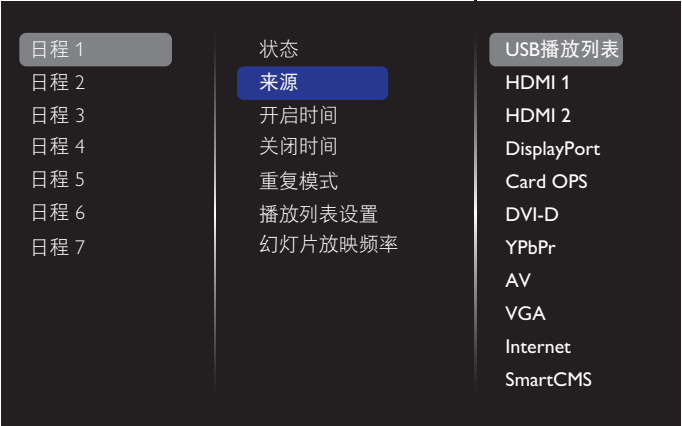 日程 1
日程 2
日程 3
日程 4
日程 5
日程 6
日程 7
状态
来源
开启时间
关闭时间
重复模式
播放列表设置
幻灯片放映频率
USB播放列表
HDMI 1
HDMI 2
DisplayPort
Card OPS
DVI-D
YPbPr
AV
VGA
Internet
SmartCMS